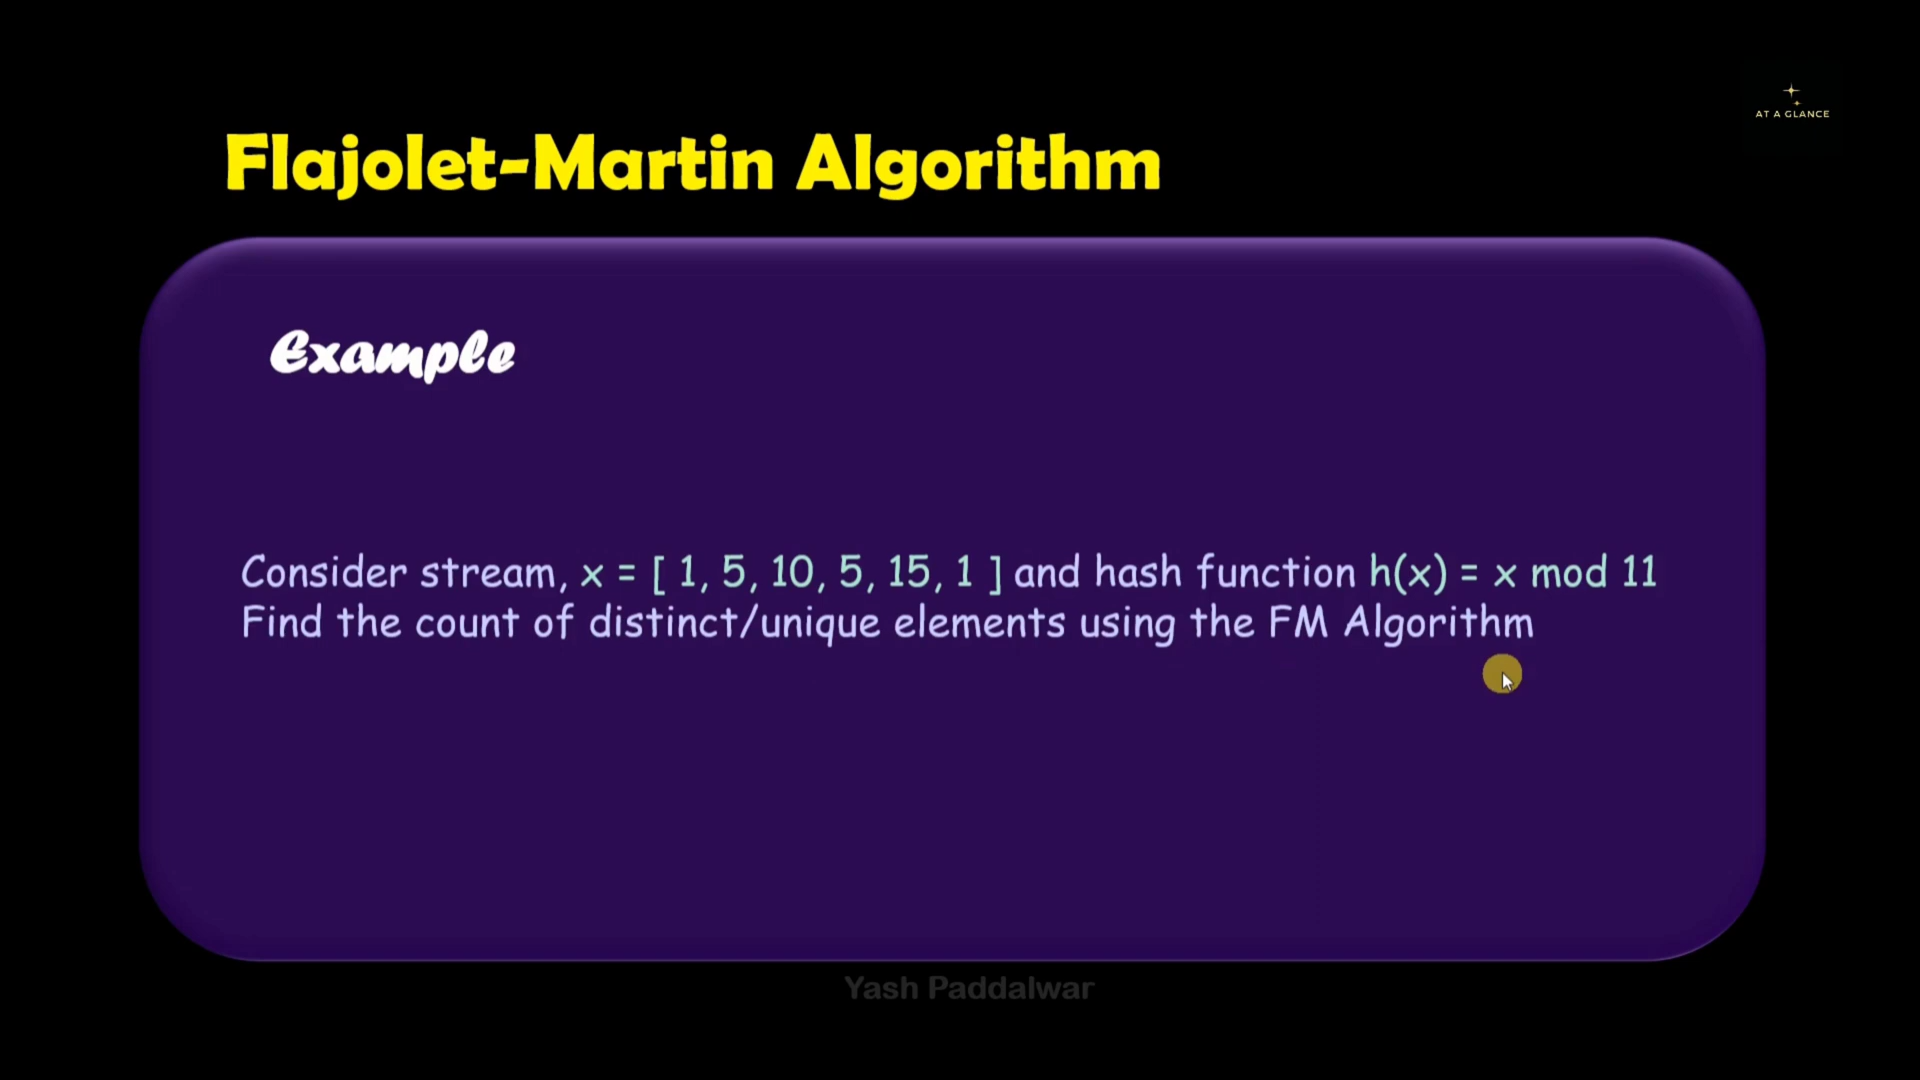 AT A GLANCE
Flajolet-Martin Algorithm
Example
Consider stream, x = [ 1, 5, 10, 5, 15, 1 ] and hash function h(x) = x mod 11
Find the count of distinct/unique elements using the FM Algorithm
Yash Paddalwar